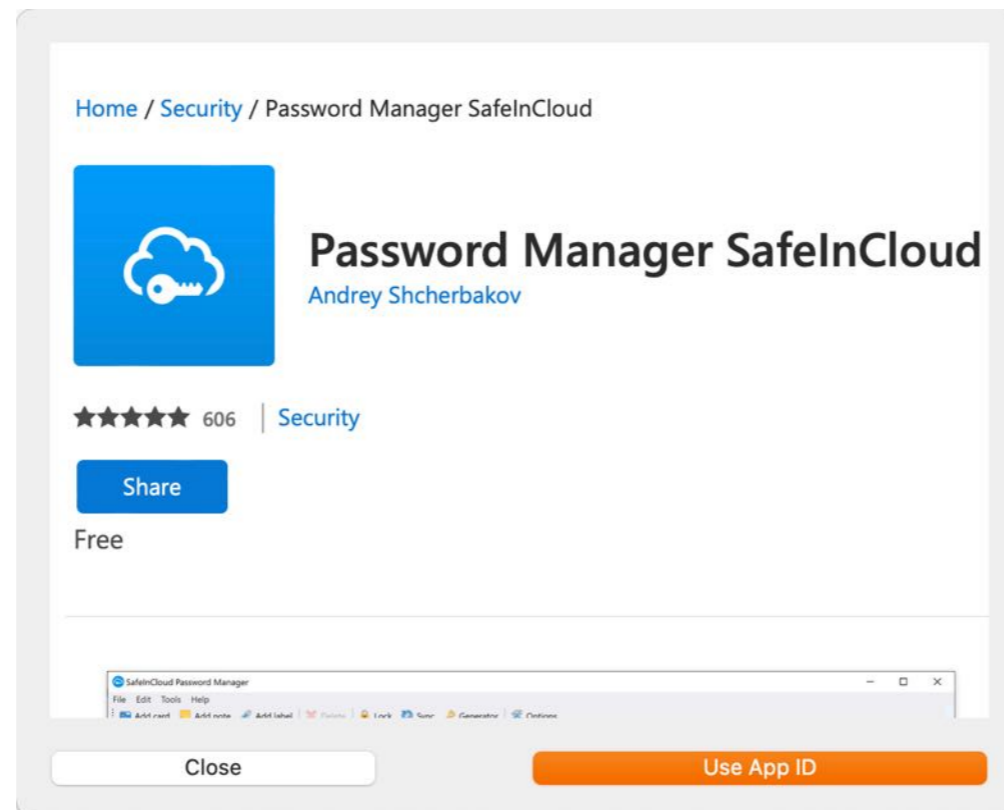 Home / Security / Password Manager SafeInCloud
Password Manager SafeInCloud
Andrey Shcherbakov
606
Security
Share
Free
SafeInCloud Password Manager
File Edit Tools Help
Add card Add note Add label Delete Lock Sync Generator Options
Close
Use App ID